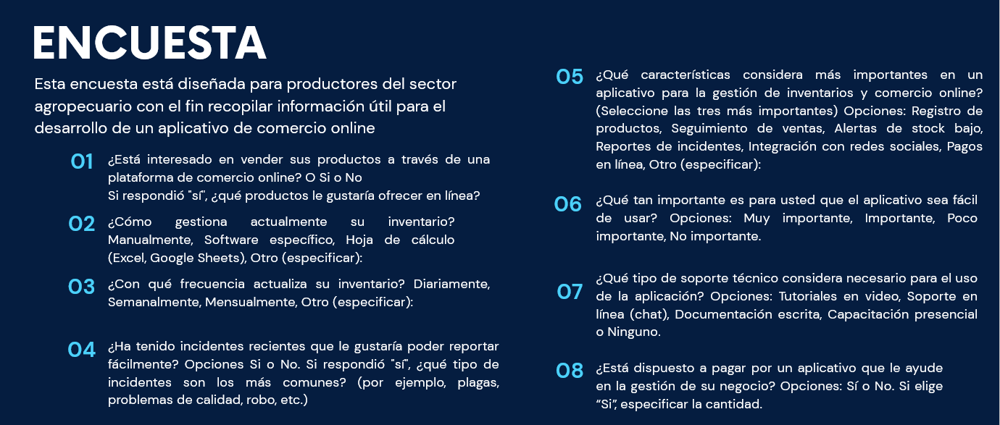 ENCUESTA
Esta encuesta está diseñada para productores del sector
agropecuario con el fin recopilar información útil para el
desarrollo de un aplicativo de comercio online
01 ¿Está interesado en vender sus productos a través de una
plataforma de comercio online? O Si o No
Si respondió "sí", ¿qué productos le gustaría ofrecer en línea?
02 ¿Cómo gestiona actualmente su inventario?
Manualmente, Software específico, Hoja de cálculo
(Excel, Google Sheets), Otro (especificar):
03 ¿Con qué frecuencia actualiza su inventario? Diariamente,
Semanalmente, Mensualmente, Otro (especificar):
04 ¿Ha tenido incidentes recientes que le gustaría poder reportar
fácilmente? Opciones Si o No. Si respondió "sí", ¿qué tipo de
incidentes son los más comunes? (por ejemplo, plagas,
problemas de calidad, robo, etc.)
05 ¿Qué características considera más importantes en un
aplicativo para la gestión de inventarios y comercio online?
(Seleccione las tres más importantes) Opciones: Registro de
productos, Seguimiento de ventas, Alertas de stock bajo,
Reportes de incidentes, Integración con redes sociales, Pagos
en línea, Otro (especificar):
06 ¿Qué tan importante es para usted que el aplicativo sea fácil
de usar? Opciones: Muy importante, Importante, Poco
importante, No importante.
07 ¿Qué tipo de soporte técnico considera necesario para el uso
de la aplicación? Opciones: Tutoriales en video, Soporte en
línea (chat), Documentación escrita, Capacitación presencial
o Ninguno.
08 ¿Está dispuesto a pagar por un aplicativo que le ayude
en la gestión de su negocio? Opciones: Sí o No. Si elige
“Si”, especificar la cantidad.